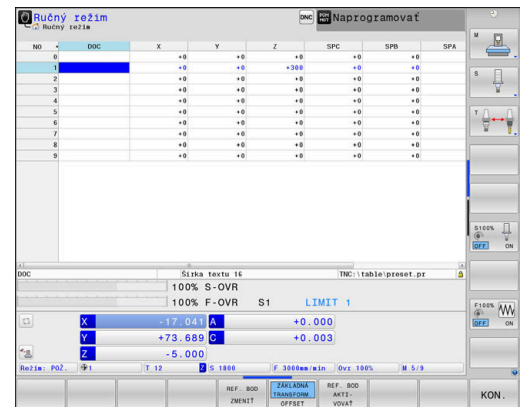 Ručný režim
Ručný režim
DNC
Naprogramovať
NO DOC X Y Z SPC SPB SPA
0 +0 +0 +0 +0 +0
1 +0 +0 +300 +0 +0
2 +0 +0 +0 +0 +0
3 +0 +0 +0 +0 +0
4 +0 +0 +0 +0 +0
5 +0 +0 +0 +0 +0
6 +0 +0 +0 +0 +0
7 +0 +0 +0 +0 +0
8 +0 +0 +0 +0 +0
9 +0 +0 +0 +0 +0
DOC Šírka textu 16 TNC:\table\preset.pr
100% S-OVR
100% F-OVR S1 LIMIT 1
X -17.041 A +0.000
Y +73.689 C +0.003
Z -5.000
Režim: POŽ. 1 T 12 Z S 1800 F 3000mm/min Ovr 100% M 5/9
M
S
T
S100%
OFF ON
F100%
OFF ON
REF. BOD
ZMENIŤ
ZÁKLADNÁ
TRANSFORM.
OFFSET
REF. BOD
AKTI-
VOVAŤ
KON.